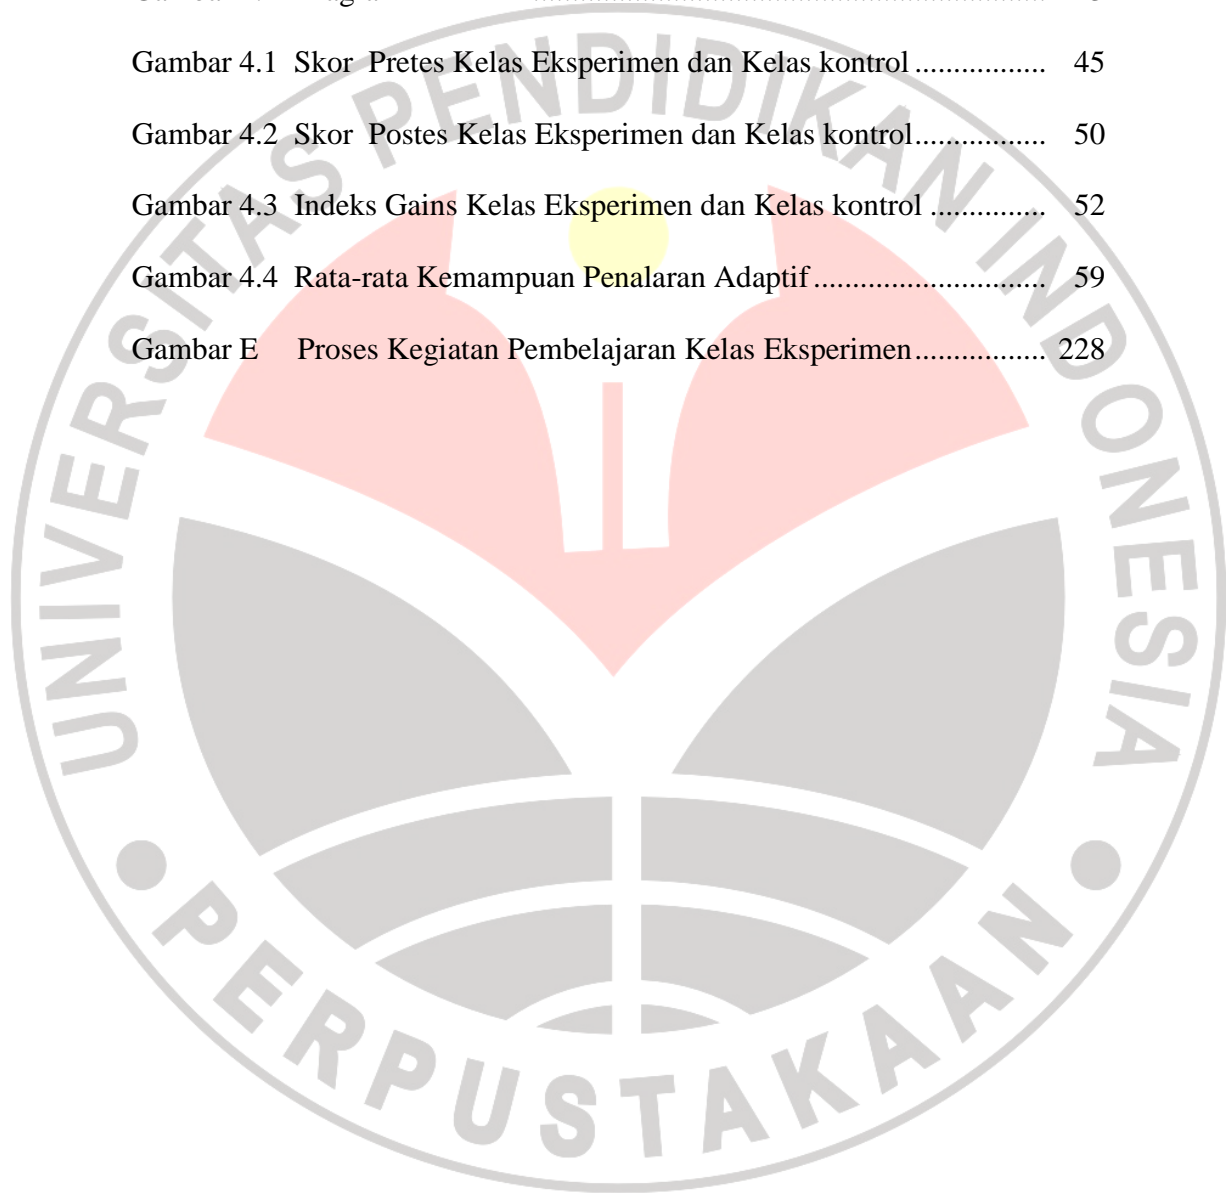 Gambar 4.1 Skor Pretes Kelas Eksperimen dan Kelas kontrol ................. 45
Gambar 4.2 Skor Postes Kelas Eksperimen dan Kelas kontrol ................. 50
Gambar 4.3 Indeks Gains Kelas Eksperimen dan Kelas kontrol ............... 52
Gambar 4.4 Rata-rata Kemampuan Penalaran Adaptif .............................. 59
Gambar E Proses Kegiatan Pembelajaran Kelas Eksperimen ................. 228
UNIVERSITAS PENDIDIKAN INDONESIA
PERPUSTAKAAN